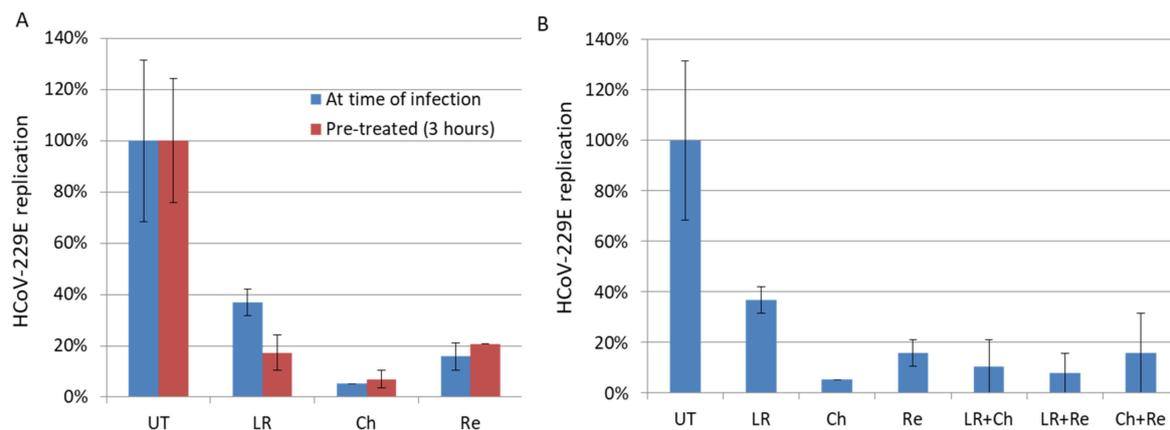 A
HCoV-229E replication
140%
120%
100%
80%
60%
40%
20%
0%
At time of infection
Pre-treated (3 hours)
UT LR Ch Re
B
HCoV-229E replication
140%
120%
100%
80%
60%
40%
20%
0%
UT LR Ch Re LR+Ch LR+Re Ch+Re